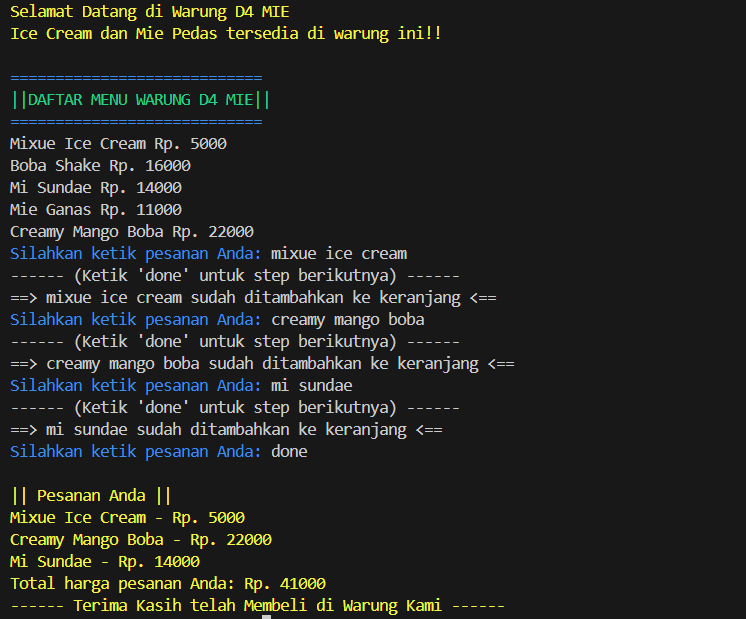 Selamat Datang di Warung D4 MIE
Ice Cream dan Mie Pedas tersedia di warung ini!!
============================
||DAFTAR MENU WARUNG D4 MIE||
============================
Mixue Ice Cream Rp. 5000
Boba Shake Rp. 16000
Mi Sundae Rp. 14000
Mie Ganas Rp. 11000
Creamy Mango Boba Rp. 22000
Silahkan ketik pesanan Anda: mixue ice cream
------ (Ketik 'done' untuk step berikutnya) ------
==> mixue ice cream sudah ditambahkan ke keranjang <==
Silahkan ketik pesanan Anda: creamy mango boba
------ (Ketik 'done' untuk step berikutnya) ------
==> creamy mango boba sudah ditambahkan ke keranjang <==
Silahkan ketik pesanan Anda: mi sundae
------ (Ketik 'done' untuk step berikutnya) ------
==> mi sundae sudah ditambahkan ke keranjang <==
Silahkan ketik pesanan Anda: done
|| Pesanan Anda ||
Mixue Ice Cream - Rp. 5000
Creamy Mango Boba - Rp. 22000
Mi Sundae - Rp. 14000
Total harga pesanan Anda: Rp. 41000
------ Terima Kasih telah Membeli di Warung Kami ------